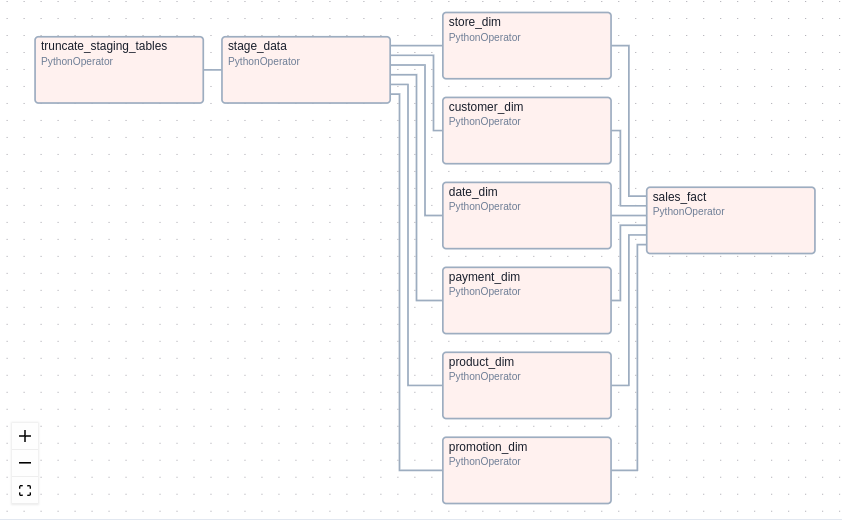 truncate_staging_tables
PythonOperator
stage_data
PythonOperator
store_dim
PythonOperator
customer_dim
PythonOperator
date_dim
PythonOperator
payment_dim
PythonOperator
product_dim
PythonOperator
promotion_dim
PythonOperator
sales_fact
PythonOperator